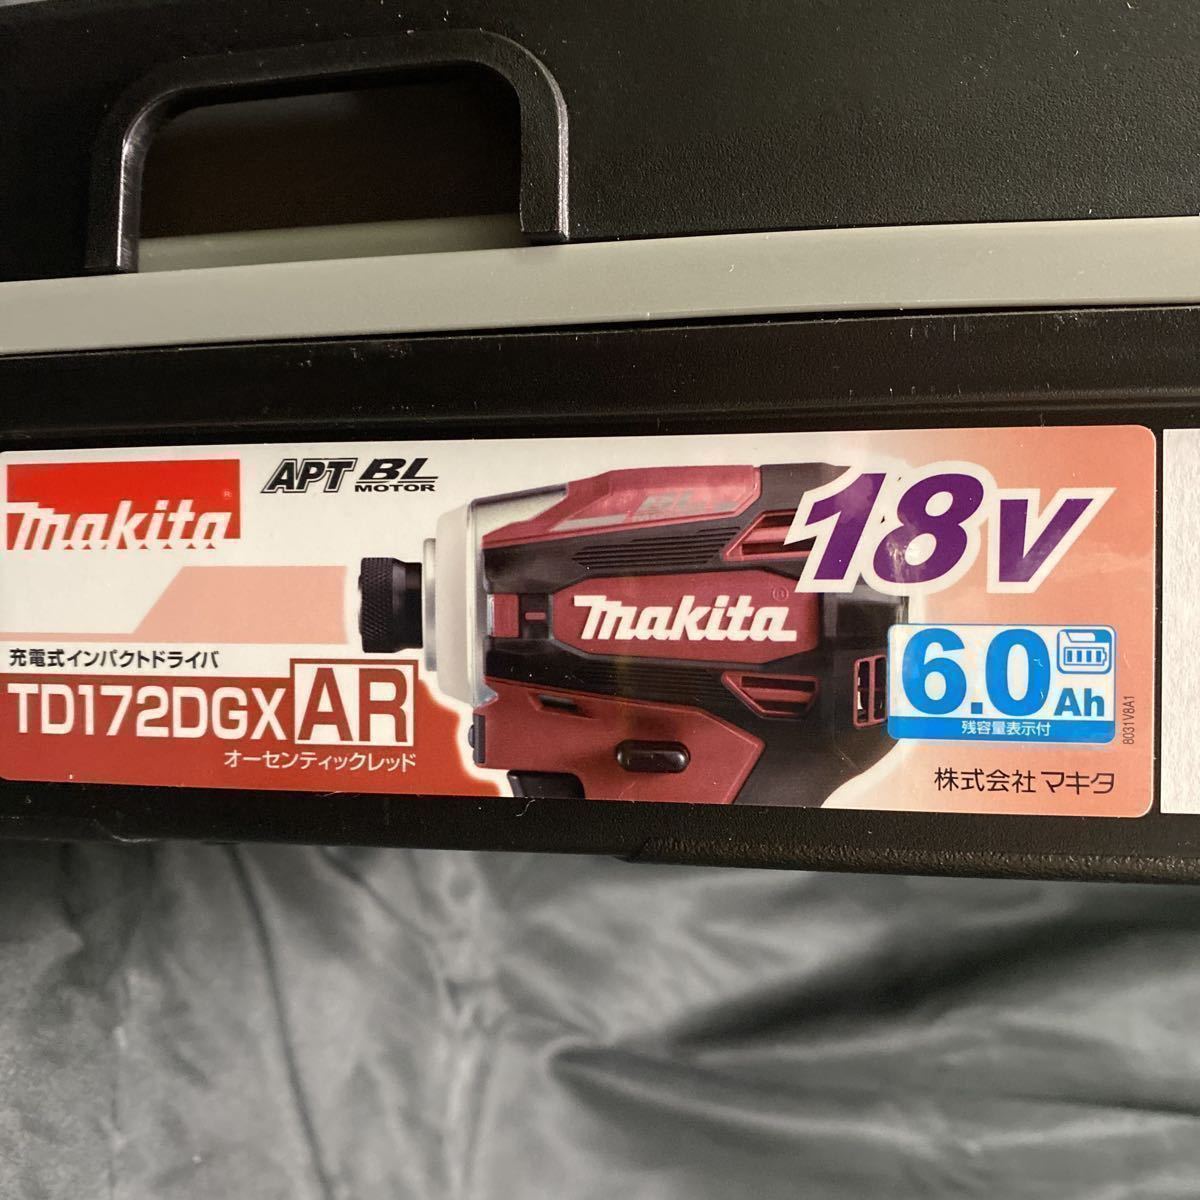 makita®
APT BL MOTOR
18V
makita®
充電式インパクトドライバ
TD172DGXAR
オーセンティックレッド
6.0Ah
残容量表示付
8031V8A1
株式会社 マキタ